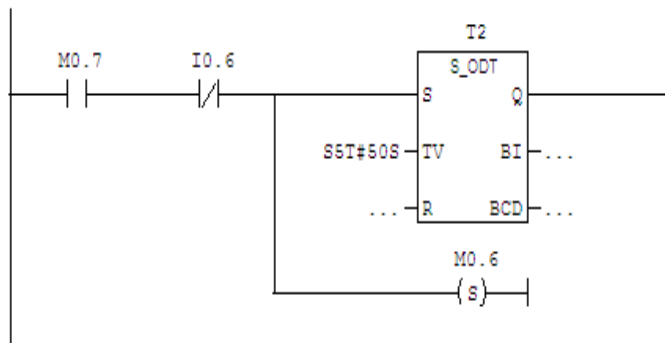 T2
M0.7 I0.6 S_ODT
S Q
S5T#50S TV BI ...
... R BCD ...
M0.6
S